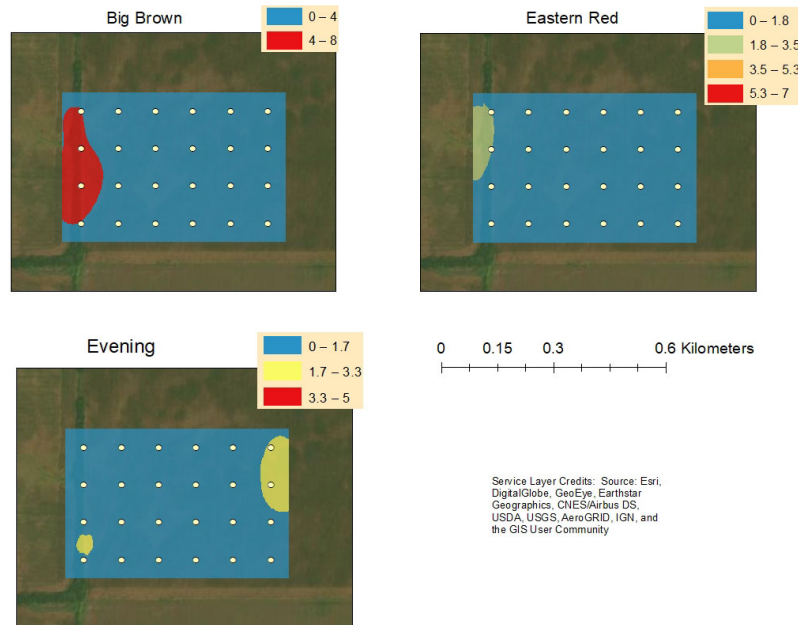 Big Brown
0 – 4
4 – 8
Eastern Red
0 – 1.8
1.8 – 3.5
3.5 – 5.3
5.3 – 7
Evening
0 – 1.7
1.7 – 3.3
3.3 – 5
0 0.15 0.3 0.6 Kilometers
Service Layer Credits: Source: Esri,
DigitalGlobe, GeoEye, Earthstar
Geographics, CNES/Airbus DS,
USDA, USGS, AeroGRID, IGN, and
the GIS User Community